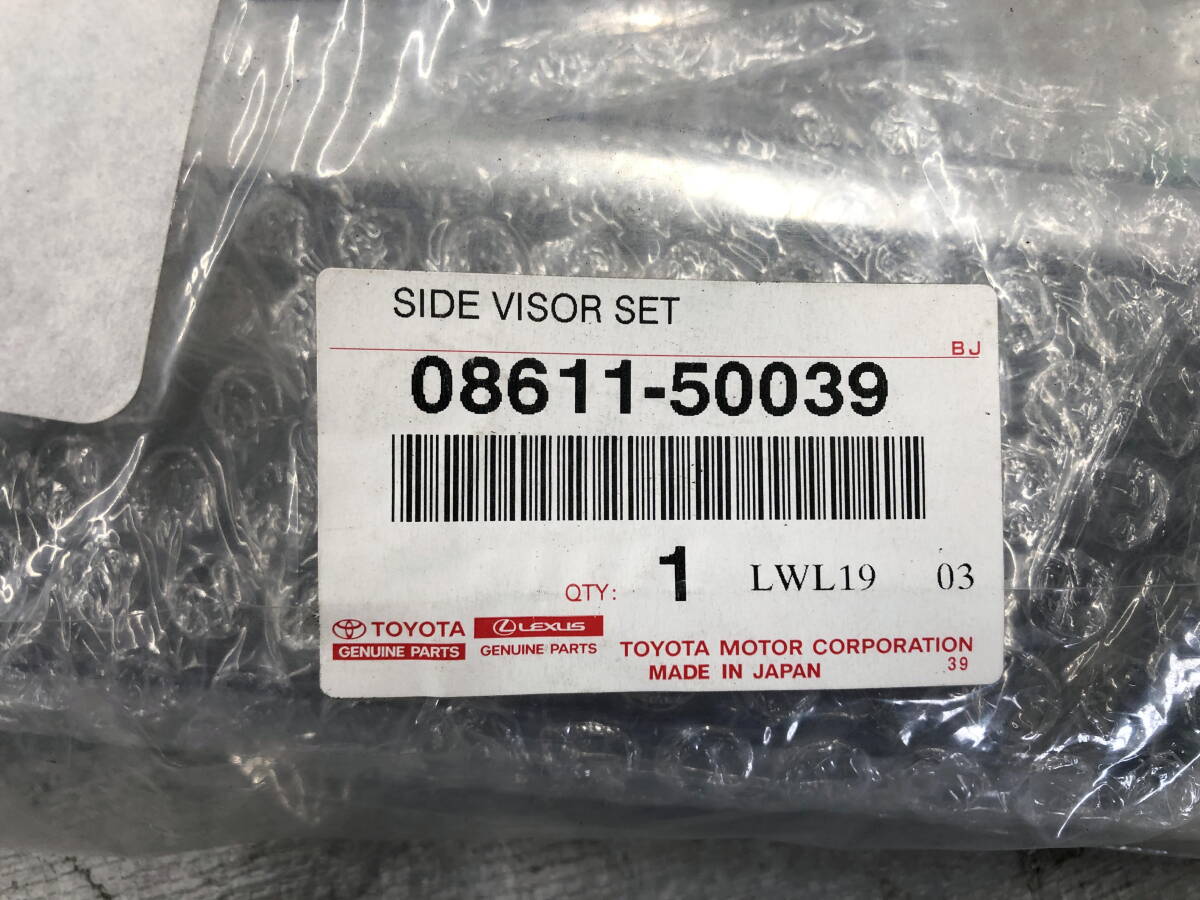 SIDE VISOR SET
BJ
08611-50039
QTY: 1 LWL19 03
TOYOTA LEXUS
GENUINE PARTS GENUINE PARTS
TOYOTA MOTOR CORPORATION
MADE IN JAPAN 39